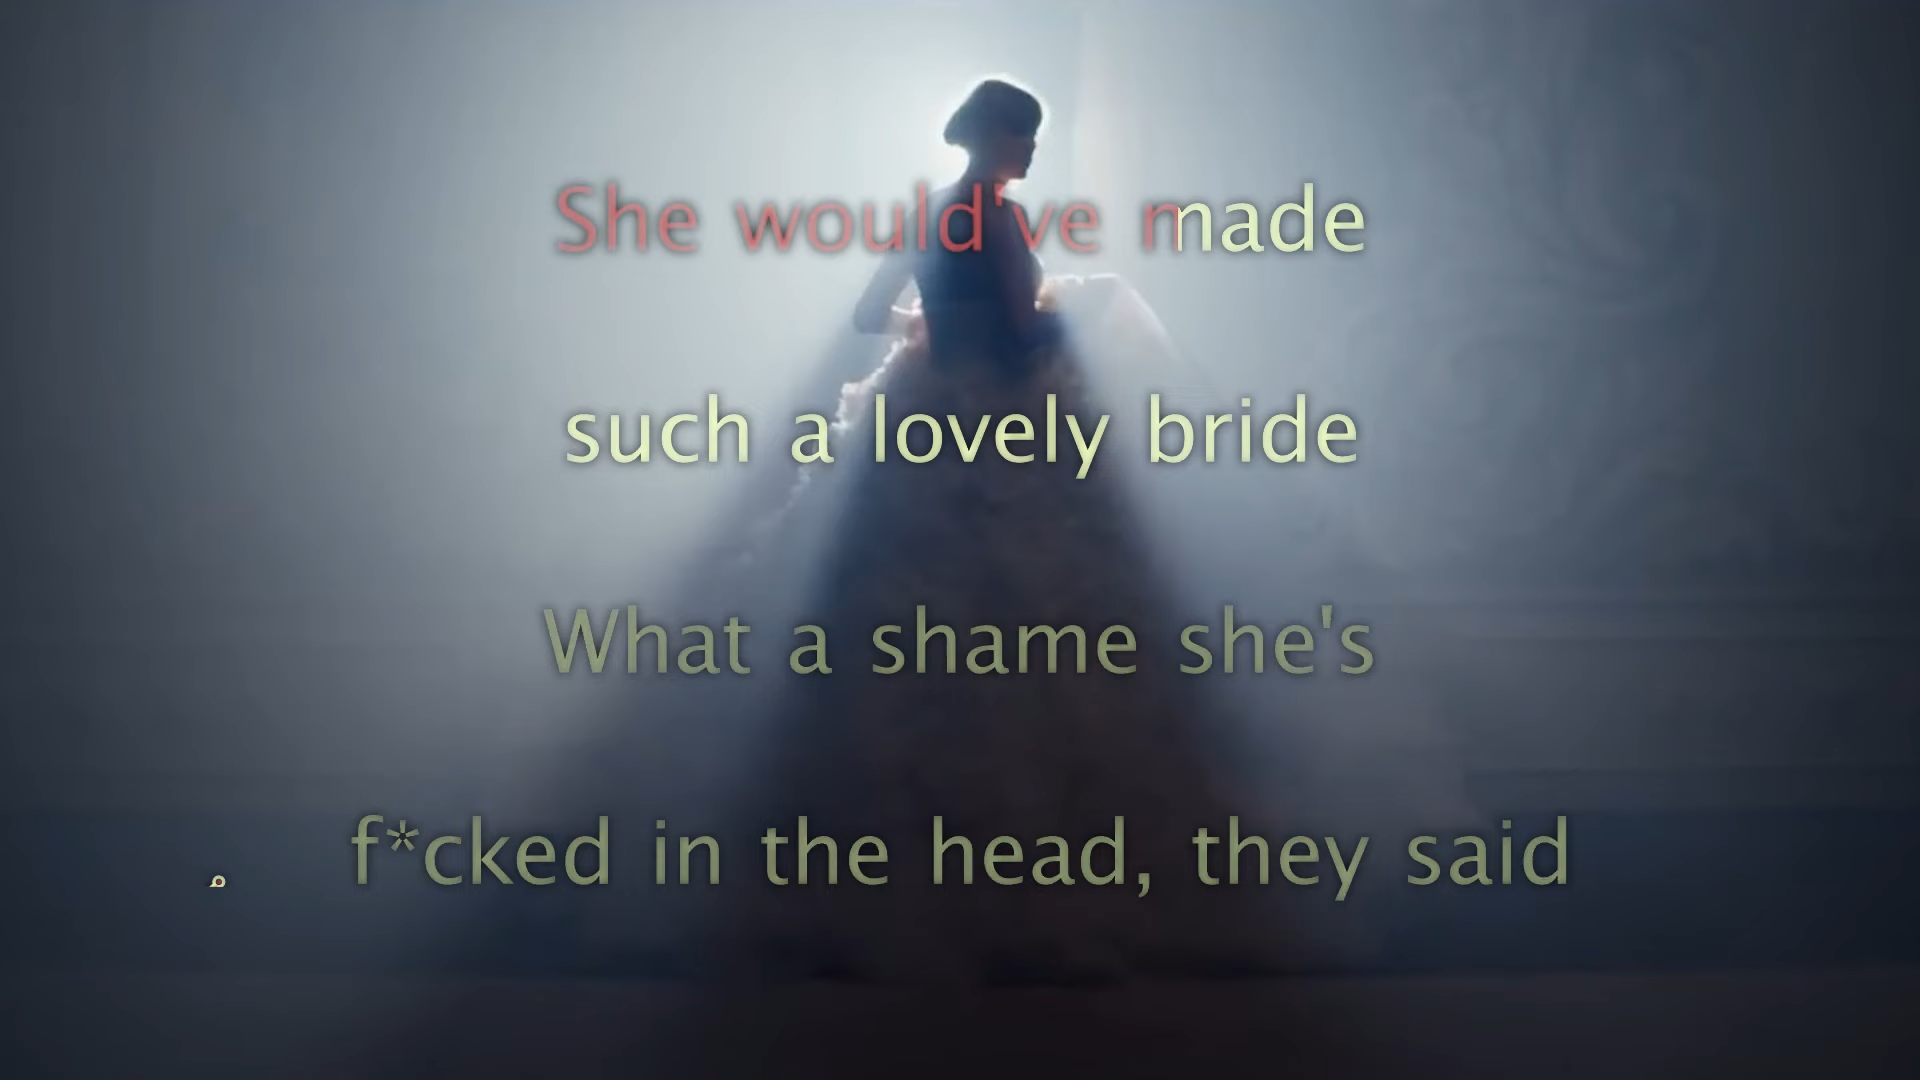 She would've made
such a lovely bride
What a shame she's
f*cked in the head, they said